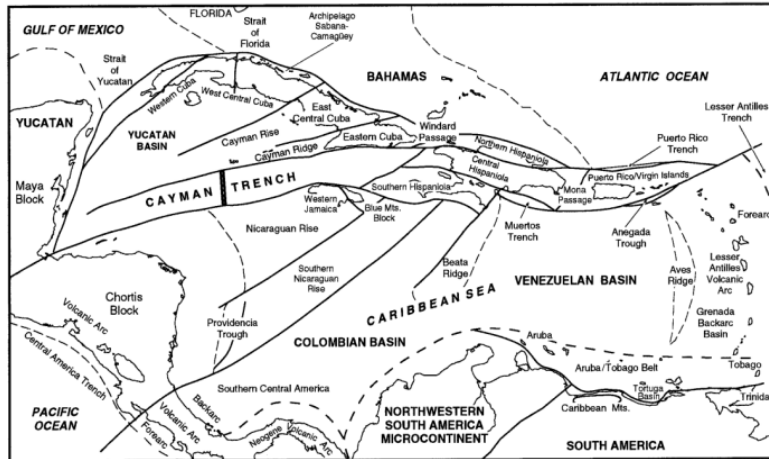 FLORIDA
Archipelago
Sabana-
Camagüey
GULF OF MEXICO
Strait
of
Florida
Strait
of
Yucatan
BAHAMAS
ATLANTIC OCEAN
Lesser Antilles
Trench
Western Cuba
West Central Cuba
East
Central Cuba
YUCATAN
YUCATAN
BASIN
Cayman Rise
Eastern Cuba
Windard
Passage
Northern Hispaniola
Puerto Rico
Trench
Cayman Ridge
Central
Hispaniola
Puerto Rico/Virgin Islands
Maya
Block
CAYMAN TRENCH
Western
Jamaica
Southern Hispaniola
Mona
Passage
Blue Mts.
Block
Nicaraguan Rise
Muertos
Trench
Anegada
Trough
Forearc
Southern
Nicaraguan
Rise
Beata
Ridge
VENEZUELAN BASIN
Aves
Ridge
Lesser
Antilles
Volcanic
Arc
Chortis
Block
CARIBBEAN SEA
Grenada
Backarc
Basin
Volcanic Arc
Providencia
Trough
COLOMBIAN BASIN
Aruba
Central America Trench
Aruba/Tobago Belt
Tobago
Southern Central America
Tortuga
Basin
Trinidad
PACIFIC
OCEAN
Forearc
Volcanic Arc
Backarc
Neogene Volcanic Arc
NORTHWESTERN
SOUTH AMERICA
MICROCONTINENT
Caribbean Mts.
SOUTH AMERICA